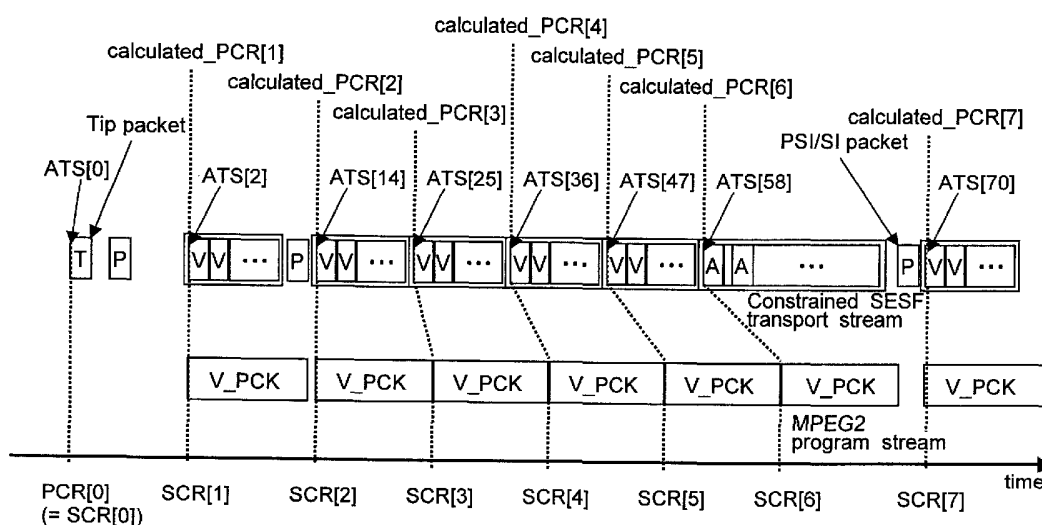 calculated_PCR[4]
calculated_PCR[1]
calculated_PCR[5]
calculated_PCR[2]
calculated_PCR[6]
calculated_PCR[3]
calculated_PCR[7]
Tip packet
PSI/SI packet
ATS[0]
ATS[2]
ATS[14]
ATS[25]
ATS[36]
ATS[47]
ATS[58]
ATS[70]
T P V V ... P V V ... V V ... V V ... V V ... A A ... P V V ...
Constrained SESF
transport stream
V_PCK V_PCK V_PCK V_PCK V_PCK V_PCK V_PCK
MPEG2
program stream
time
PCR[0] SCR[1] SCR[2] SCR[3] SCR[4] SCR[5] SCR[6] SCR[7]
(= SCR[0])